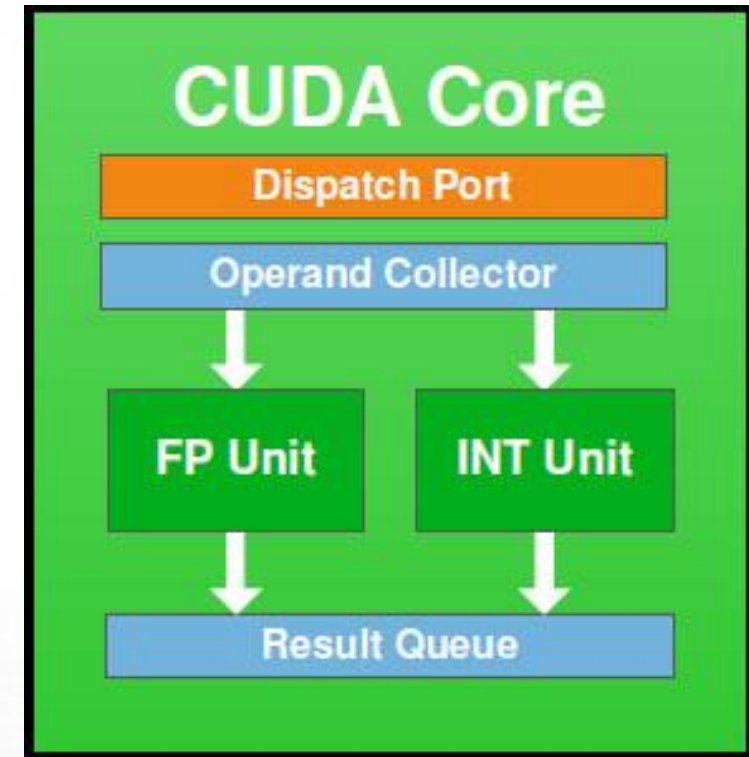 CUDA Core
Dispatch Port
Operand Collector
FP Unit
INT Unit
Result Queue